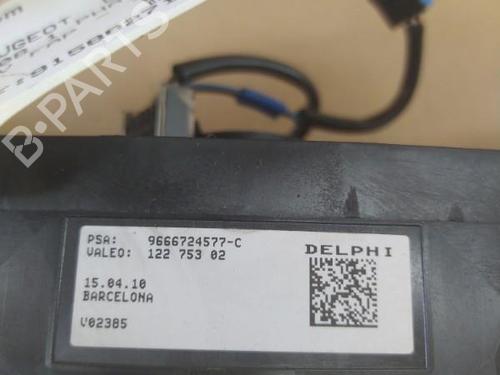 PSA: 9666724577-C
VALEO: 122 753 02
DELPHI
15.04.10
BARCELONA
V02385
B-PARTS